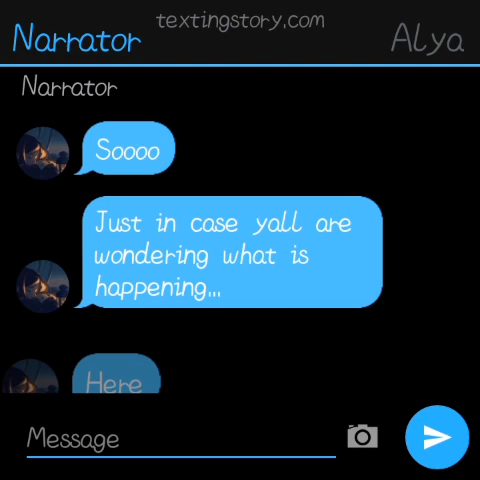 textingstory.com
Narrator
Alya
Narrator
Soooo
Just in case yall are
wondering what is
happening...
Here
Message